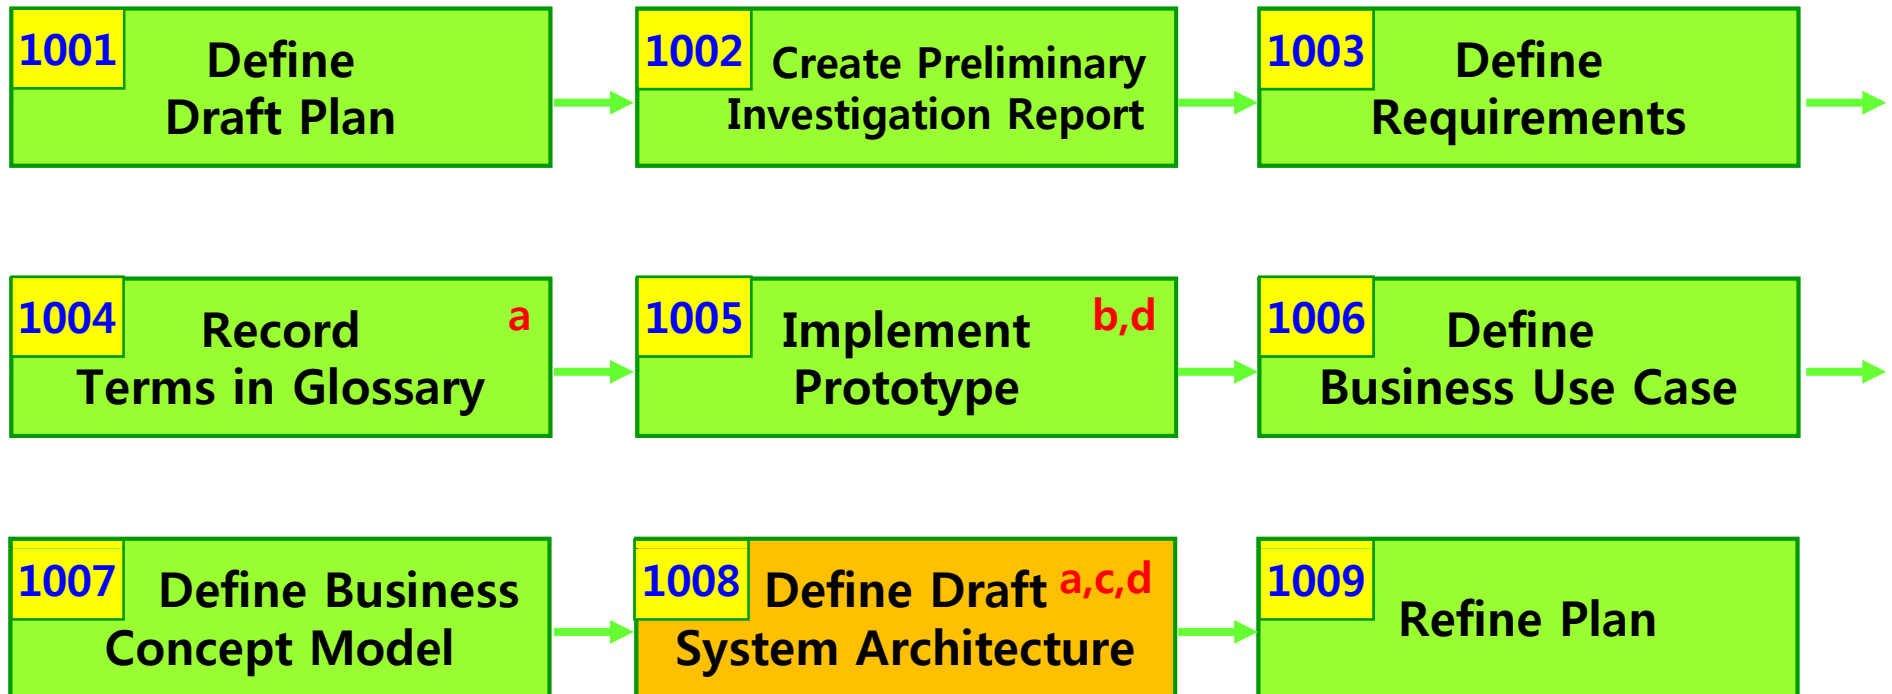 1001
Define
Draft Plan
1002
Create Preliminary
Investigation Report
1003
Define
Requirements
1004
Record a
Terms in Glossary
1005
Implement b,d
Prototype
1006
Define
Business Use Case
1007
Define Business
Concept Model
1008
Define Draft a,c,d
System Architecture
1009
Refine Plan